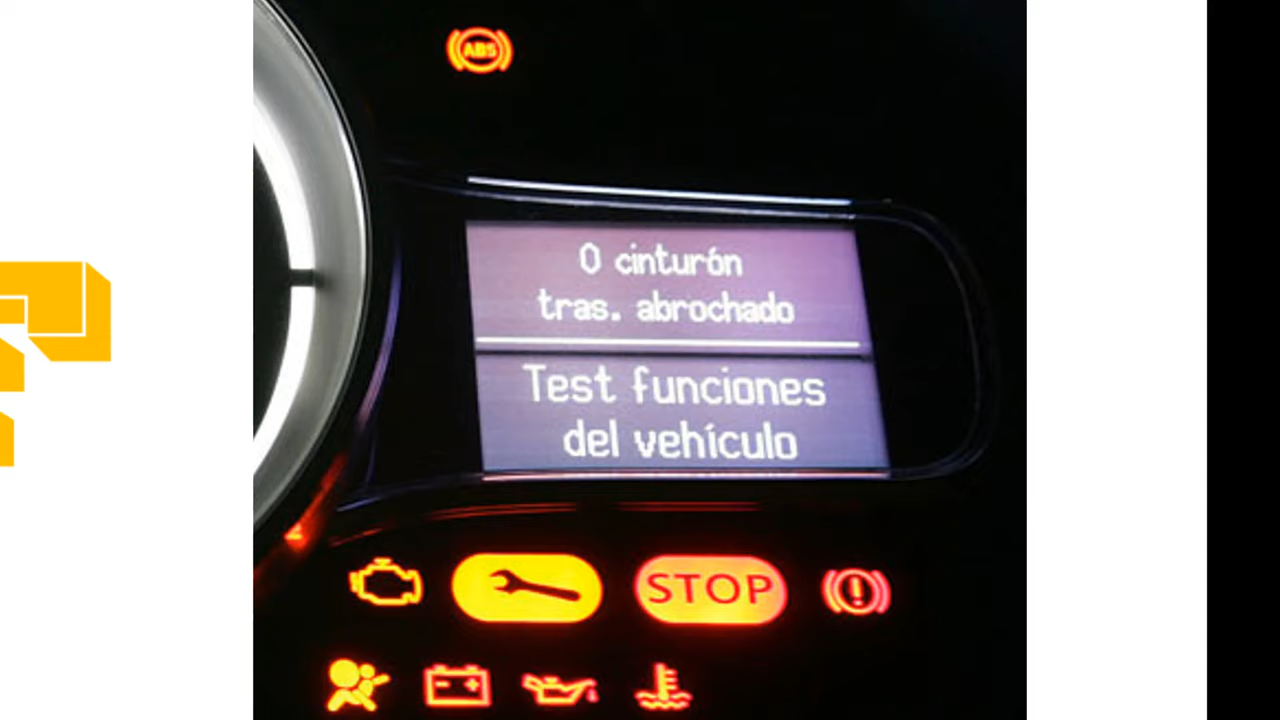 ABS
0 cinturón
tras. abrochado
Test funciones
del vehículo
STOP